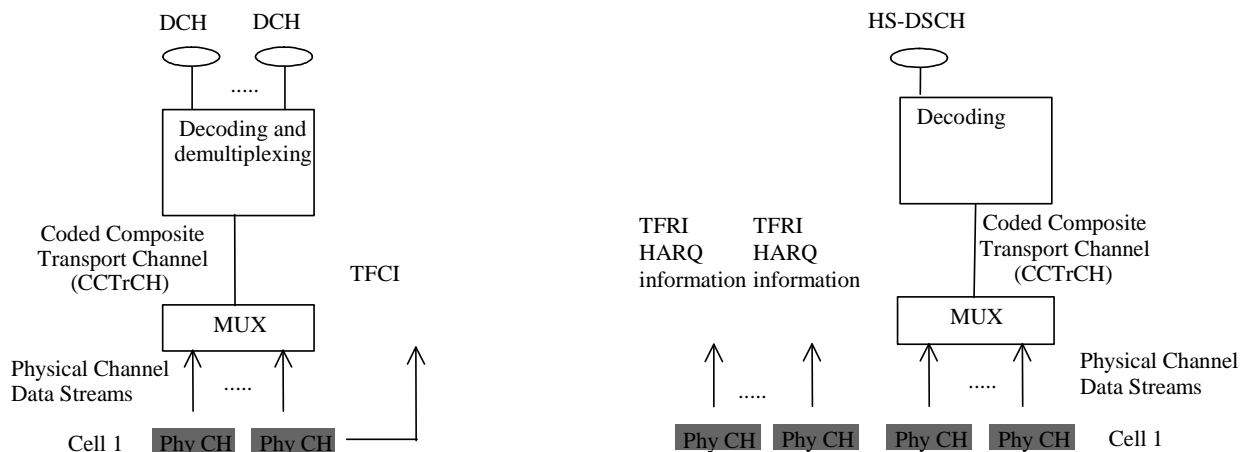 DCH DCH
.....
Decoding and
demultiplexing
Coded Composite
Transport Channel
(CCTrCH)
TFCI
MUX
Physical Channel
Data Streams
.....
Cell 1 Phy CH Phy CH
HS-DSCH
Decoding
TFRI TFRI
HARQ HARQ
information information
Coded Composite
Transport Channel
(CCTrCH)
MUX
Physical Channel
Data Streams
..... .....
Phy CH Phy CH Phy CH Phy CH Cell 1